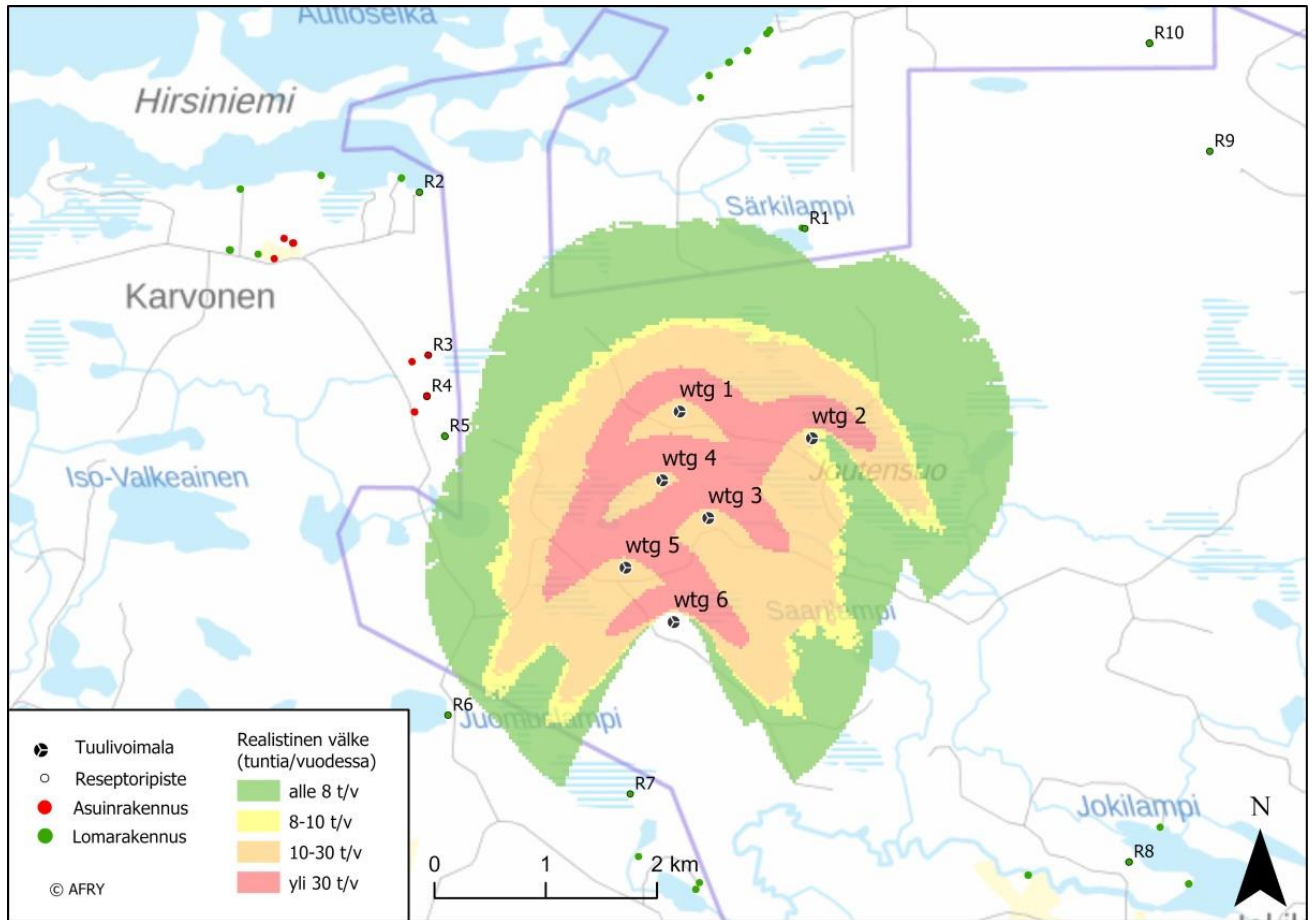 Autioselkä
R10
Hirsiniemi
R9
R2
Särkilampi
R1
Karvonen
R3
R4
wtg 1
R5
wtg 2
Iso-Valkeainen
wtg 4
Joutensuo
wtg 3
wtg 5
wtg 6
Saarilampi
R6
Juomuslampi
R7
Jokilampi
R8
Tuulivoimala
Reseptoripiste
Asuinrakennus
Lomarakennus
© AFRY
Realistinen välke
(tuntia/vuodessa)
alle 8 t/v
8-10 t/v
10-30 t/v
yli 30 t/v
0 1 2 km
N